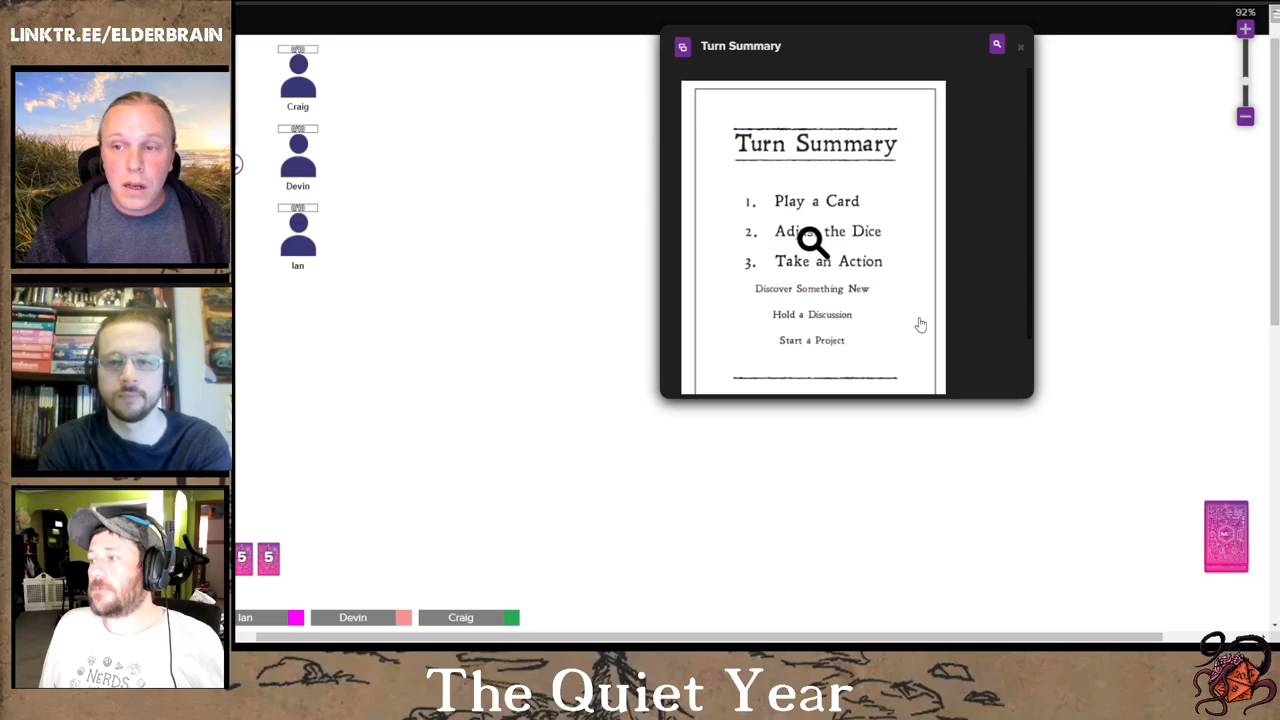 LINKTR.EE/ELDERBRAIN
92%
Turn Summary
Craig
Devin
Ian
Turn Summary
1. Play a Card
2. Adjust the Dice
3. Take an Action
Discover Something New
Hold a Discussion
Start a Project
5
5
Ian
Devin
Craig
NERDS
The Quiet Year